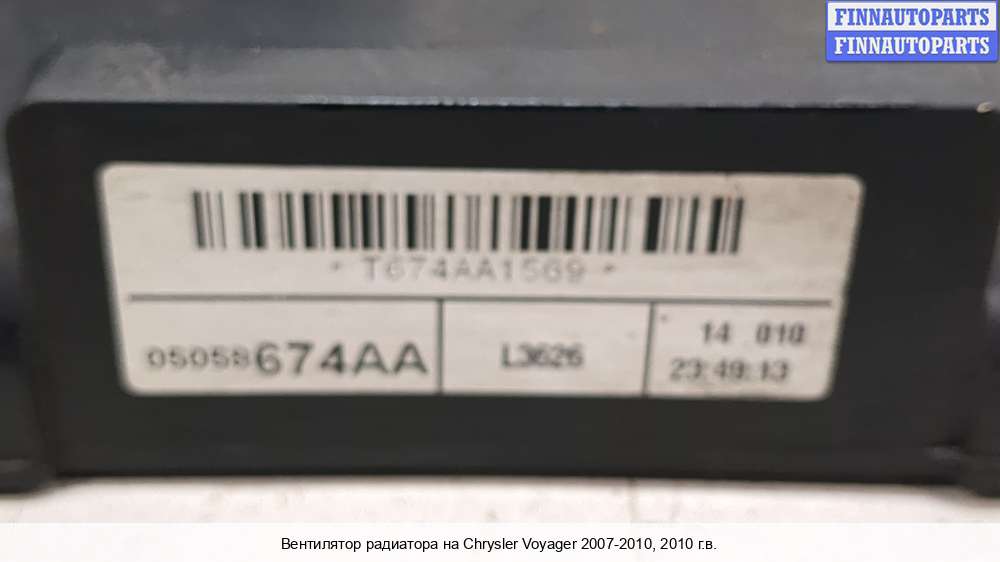 FINNAUTOPARTS
FINNAUTOPARTS
* T674AA1569 *
05058674AA
L3626
14 010
23:49:13
Вентилятор радиатора на Chrysler Voyager 2007-2010, 2010 г.в.